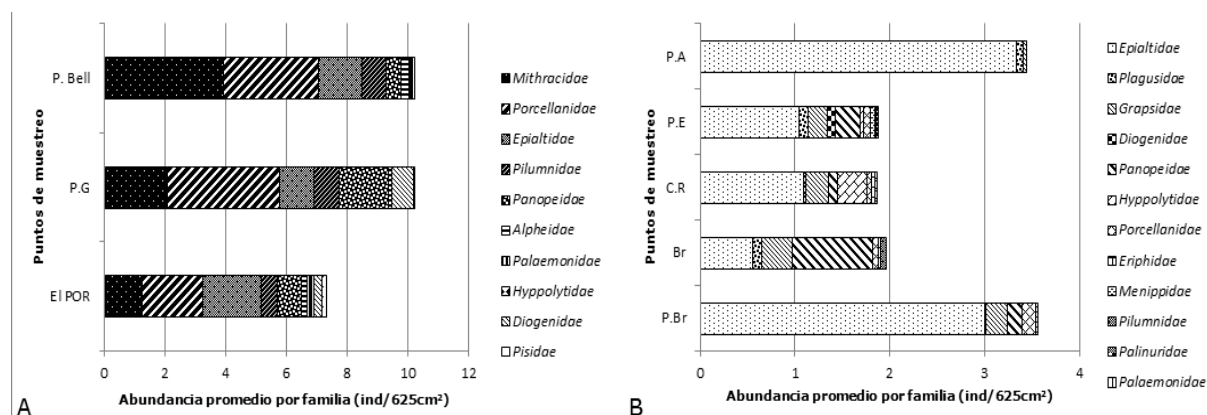 Puntos de muestreo
P. Bell
P.G
El POR
0 2 4 6 8 10 12
Abundancia promedio por familia (ind/625cm²)
A
Mithracidae
Porcellanidae
Epialtidae
Pilumnidae
Panopeidae
Alpheidae
Palaemonidae
Hyppolytidae
Diogenidae
Pisidae
Puntos de muestreo
P.A
P.E
C.R
Br
P.Br
0 1 2 3 4
Abundancia promedio por familia (ind/625cm²)
B
Epialtidae
Plagusidae
Grapsidae
Diogenidae
Panopeidae
Hyppolytidae
Porcellanidae
Eriphidae
Menippidae
Pilumnidae
Palinuridae
Palaemonidae